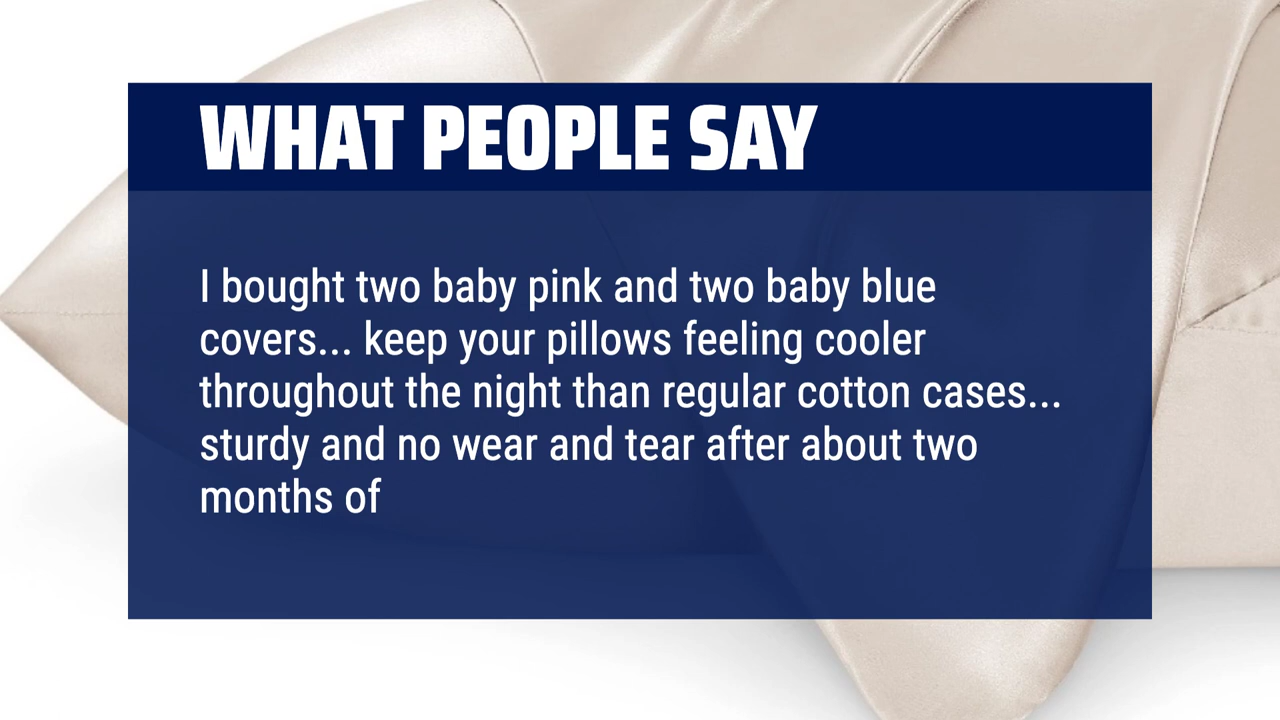 WHAT PEOPLE SAY
I bought two baby pink and two baby blue
covers... keep your pillows feeling cooler
throughout the night than regular cotton cases...
sturdy and no wear and tear after about two
months of